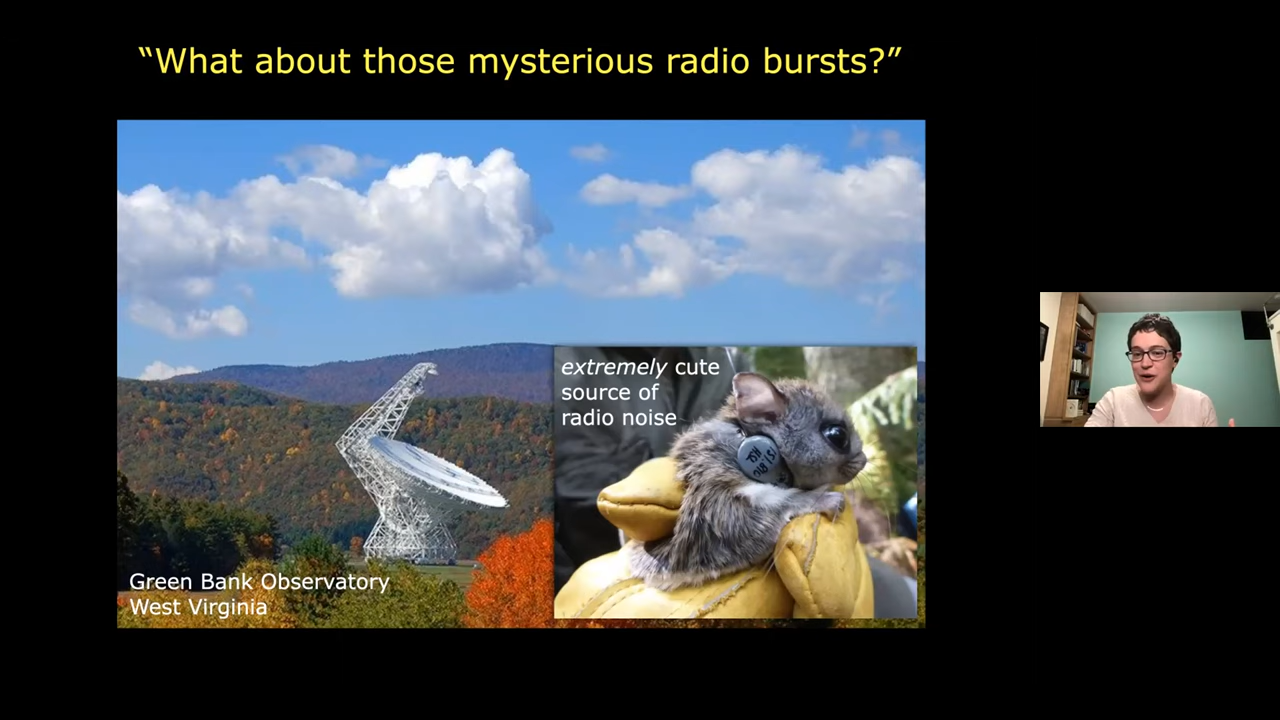 “What about those mysterious radio bursts?”
extremely cute
source of
radio noise
Green Bank Observatory
West Virginia